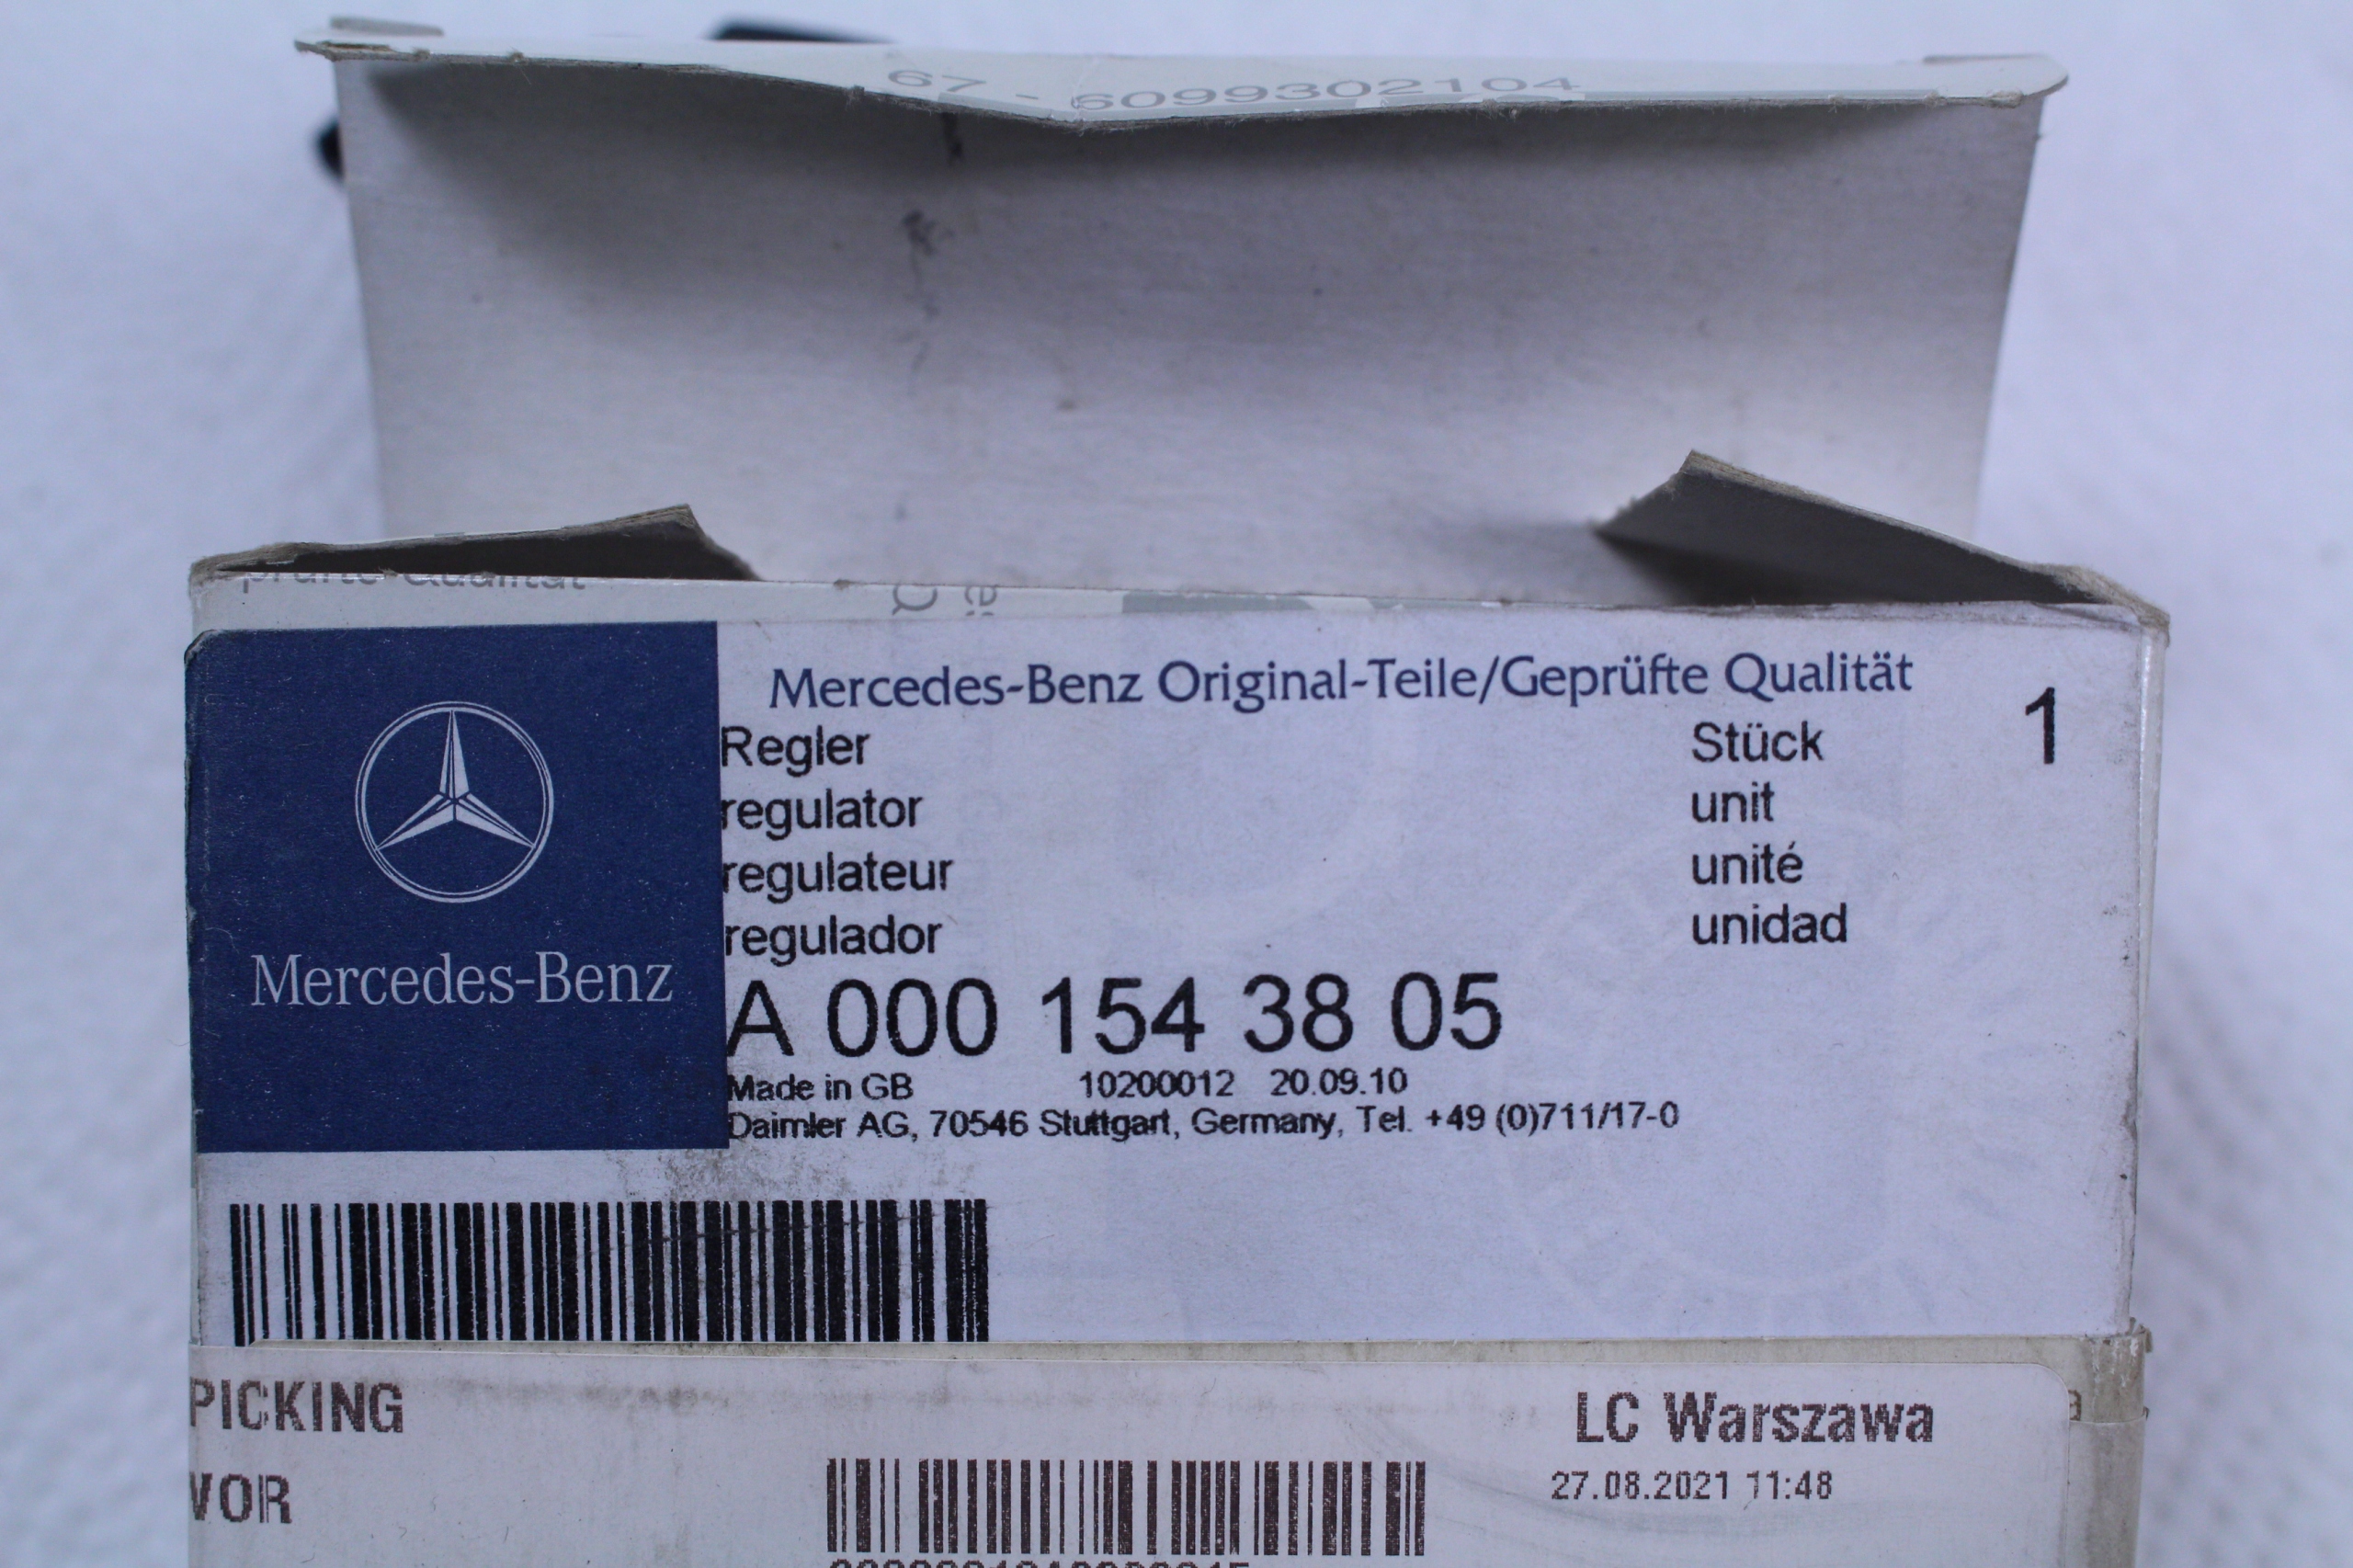 67 - 6099302104
prüfte Qualität
Mercedes-Benz Original-Teile/Geprüfte Qualität
Regler Stück 1
regulator unit
regulateur unité
regulador unidad
Mercedes-Benz
A 000 154 38 05
Made in GB 10200012 20.09.10
Daimler AG, 70546 Stuttgart, Germany, Tel. +49 (0)711/17-0
PICKING LC Warszawa
VOR 27.08.2021 11:48